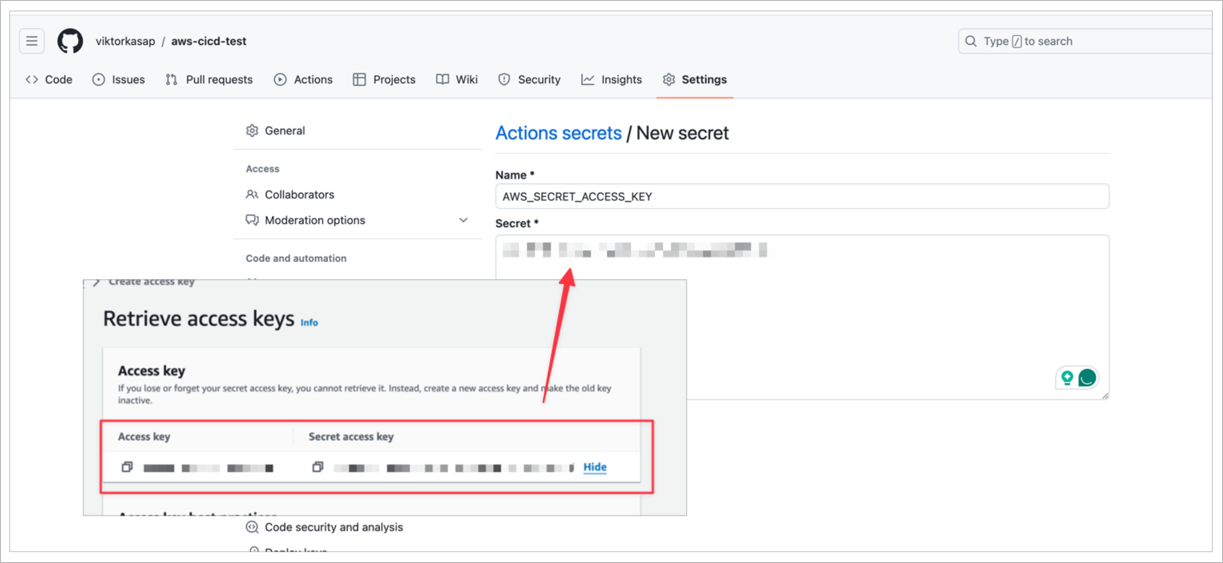 viktorkasap / aws-cicd-test
Type / to search
Code Issues Pull requests Actions Projects Wiki Security Insights Settings
General
Access
Collaborators
Moderation options
Code and automation
Actions secrets / New secret
Name *
AWS_SECRET_ACCESS_KEY
Secret *
Create access key
Retrieve access keys Info
Access key
If you lose or forget your secret access key, you cannot retrieve it. Instead, create a new access key and make the old key
inactive.
Access key Secret access key
Hide
Access key best practices
Code security and analysis
Deploy keys